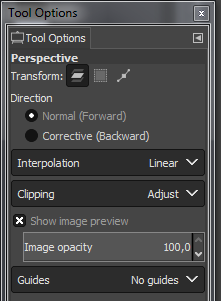 Tool Options
Tool Options
Perspective
Transform:
Direction
Normal (Forward)
Corrective (Backward)
Interpolation Linear
Clipping Adjust
Show image preview
Image opacity 100,0
Guides No guides